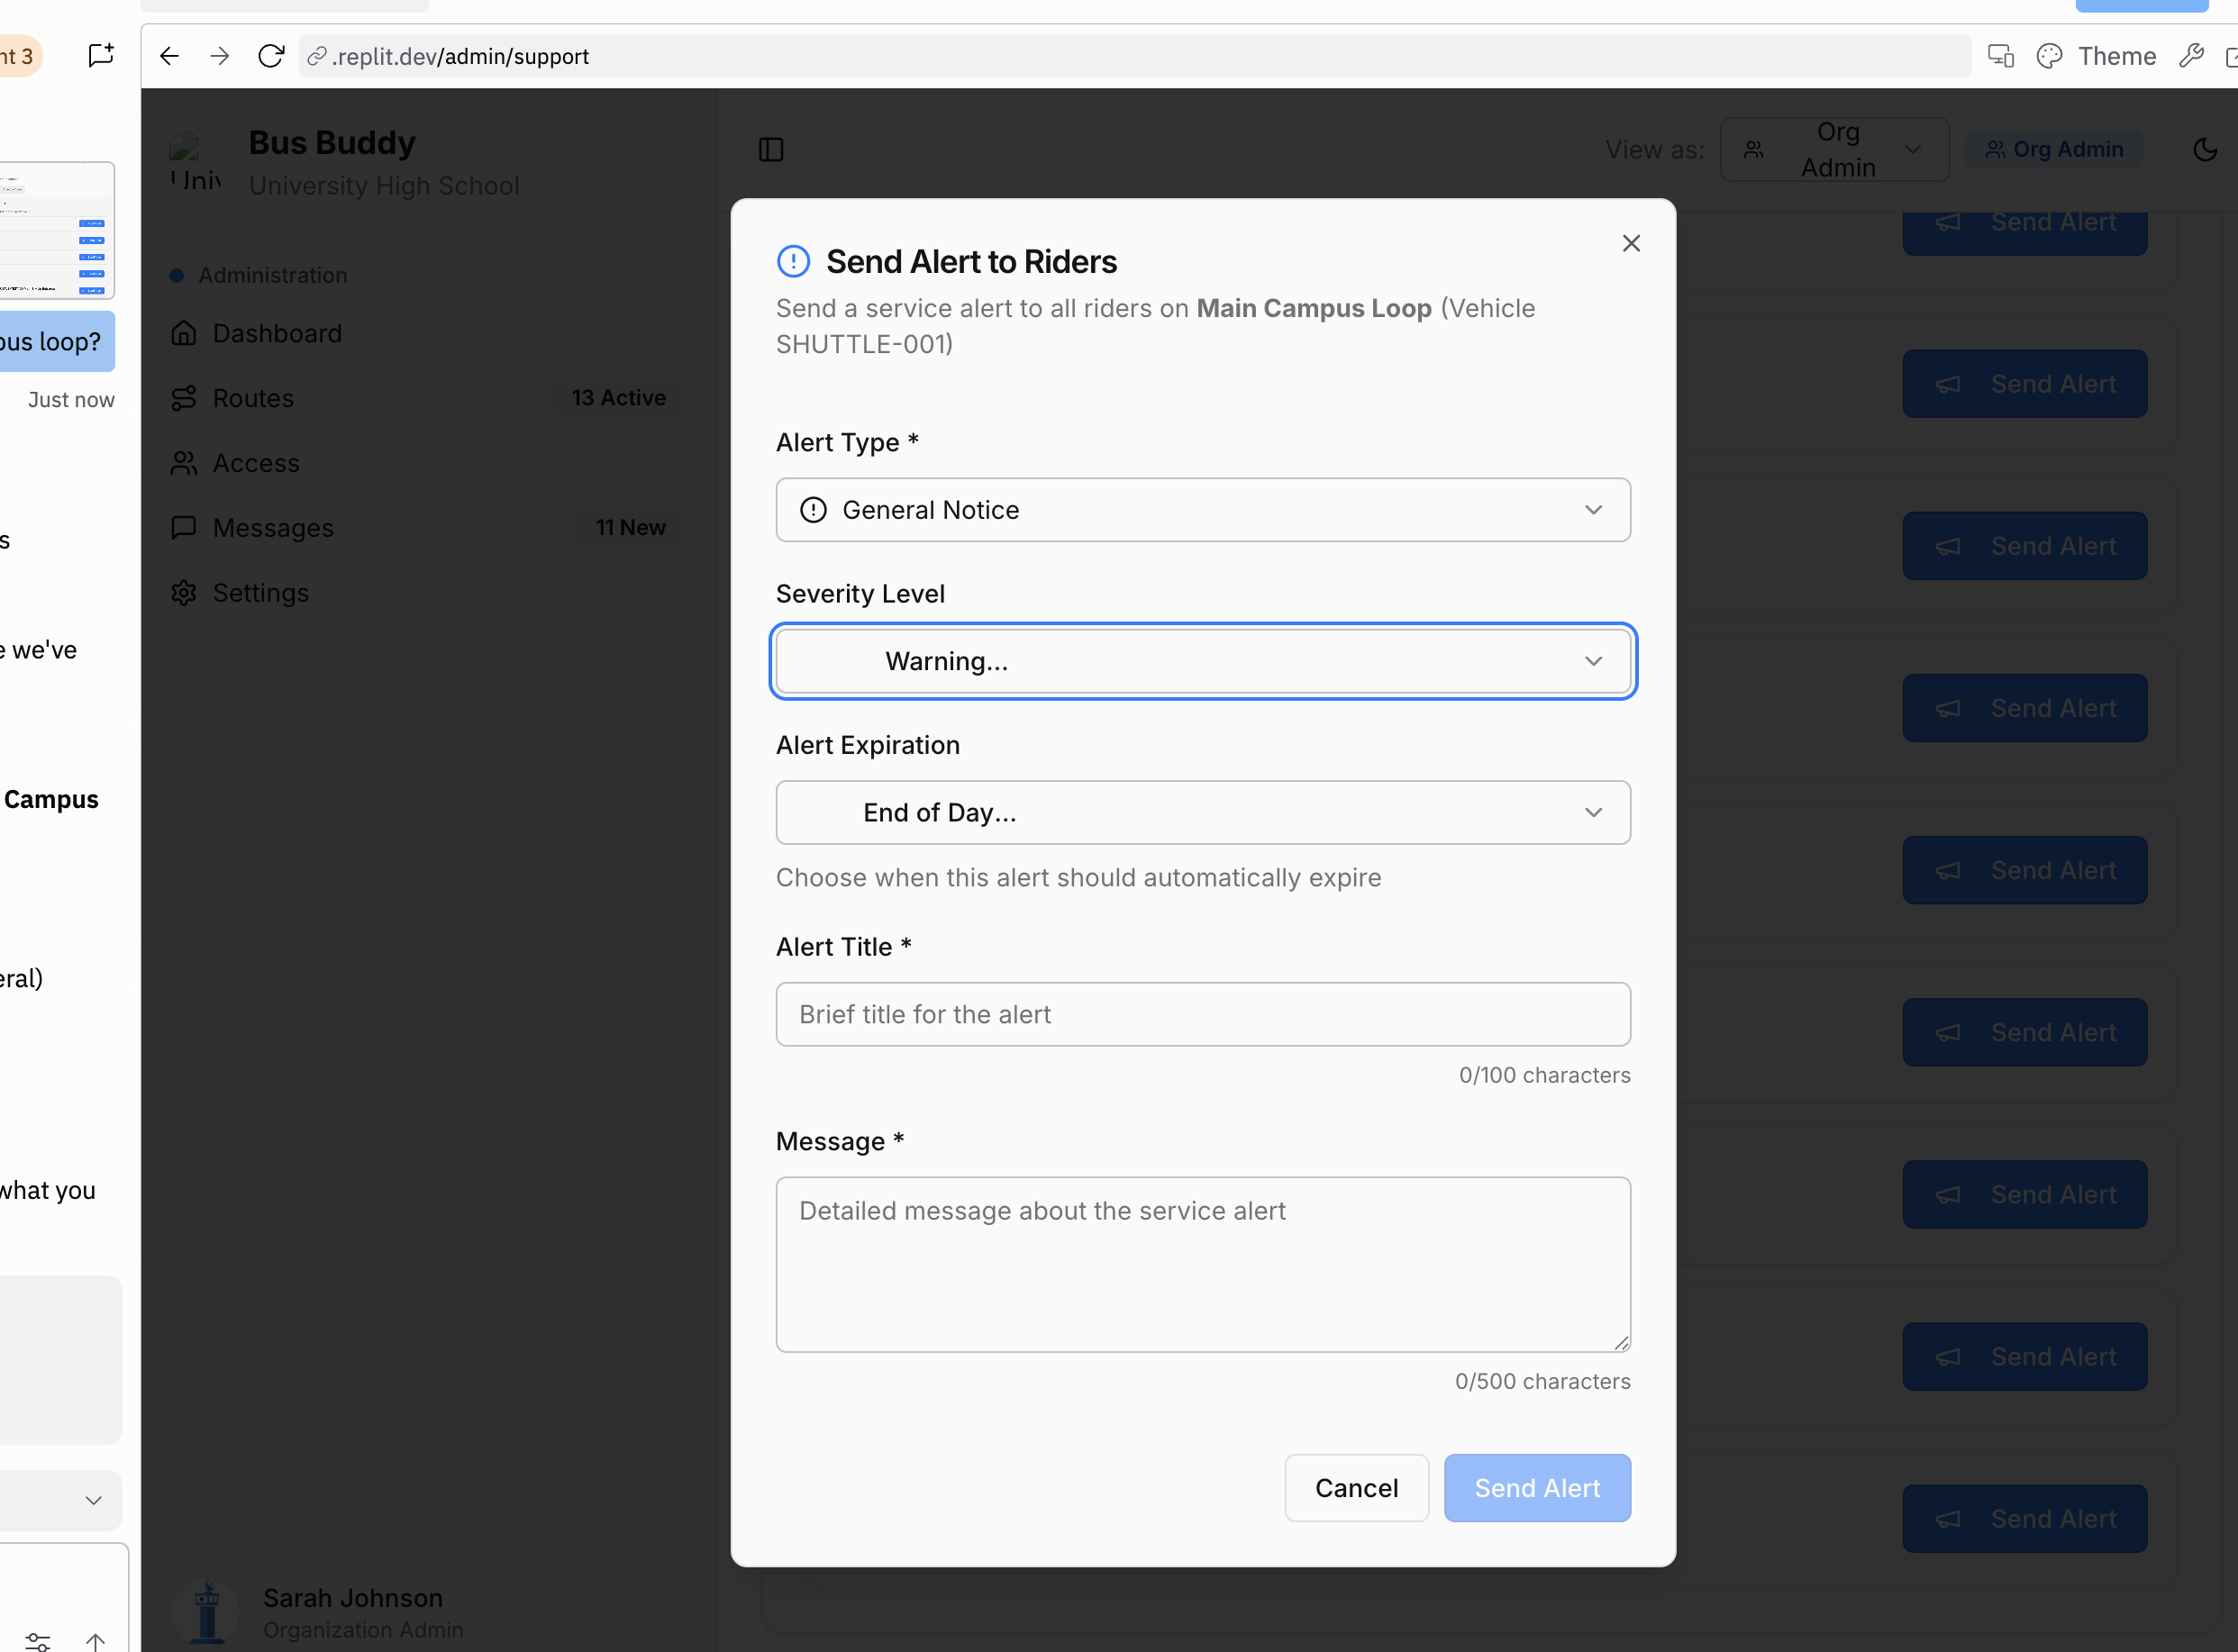 nt 3
.replit.dev/admin/support
Theme
Bus Buddy
University High School
Univ
View as:
Org
Admin
Org Admin
Administration
Dashboard
Routes
13 Active
Access
Messages
11 New
Settings
Sarah Johnson
Organization Admin
ous loop?
Just now
s
e we've
Campus
eral)
what you
Send Alert to Riders
Send a service alert to all riders on Main Campus Loop (Vehicle
SHUTTLE-001)
Alert Type *
General Notice
Severity Level
Warning...
Alert Expiration
End of Day...
Choose when this alert should automatically expire
Alert Title *
Brief title for the alert
0/100 characters
Message *
Detailed message about the service alert
0/500 characters
Cancel
Send Alert
Send Alert
Send Alert
Send Alert
Send Alert
Send Alert
Send Alert
Send Alert
Send Alert
Send Alert